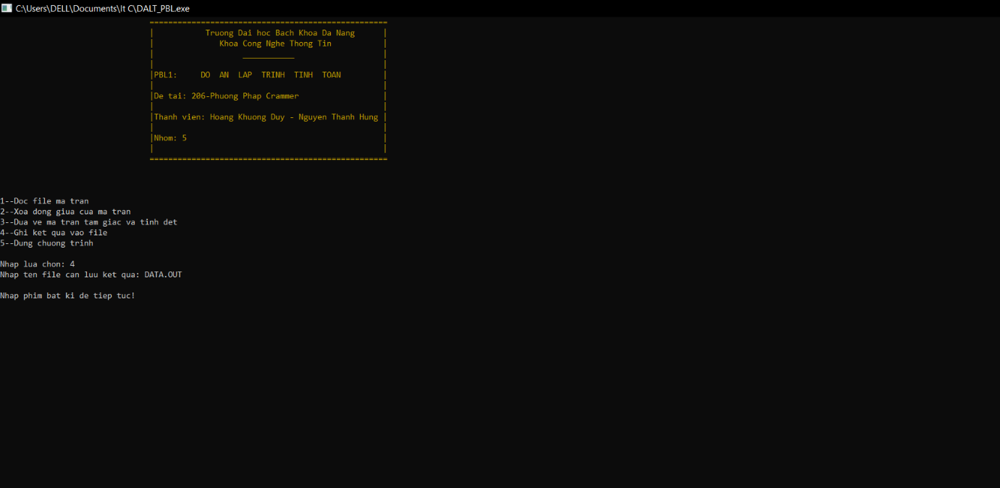 C:\Users\DELL\Documents\It C\DALT_PBL.exe
===================================================
| Truong Dai hoc Bach Khoa Da Nang |
| Khoa Cong Nghe Thong Tin |
| ___________ |
| |
|PBL1: DO AN LAP TRINH TINH TOAN |
| |
|De tai: 206-Phuong Phap Crammer |
| |
|Thanh vien: Hoang Khuong Duy - Nguyen Thanh Hung |
| |
|Nhom: 5 |
| |
===================================================
1--Doc file ma tran
2--Xoa dong giua cua ma tran
3--Dua ve ma tran tam giac va tinh det
4--Ghi ket qua vao file
5--Dung chuong trinh
Nhap lua chon: 4
Nhap ten file can luu ket qua: DATA.OUT
Nhap phim bat ki de tiep tuc!